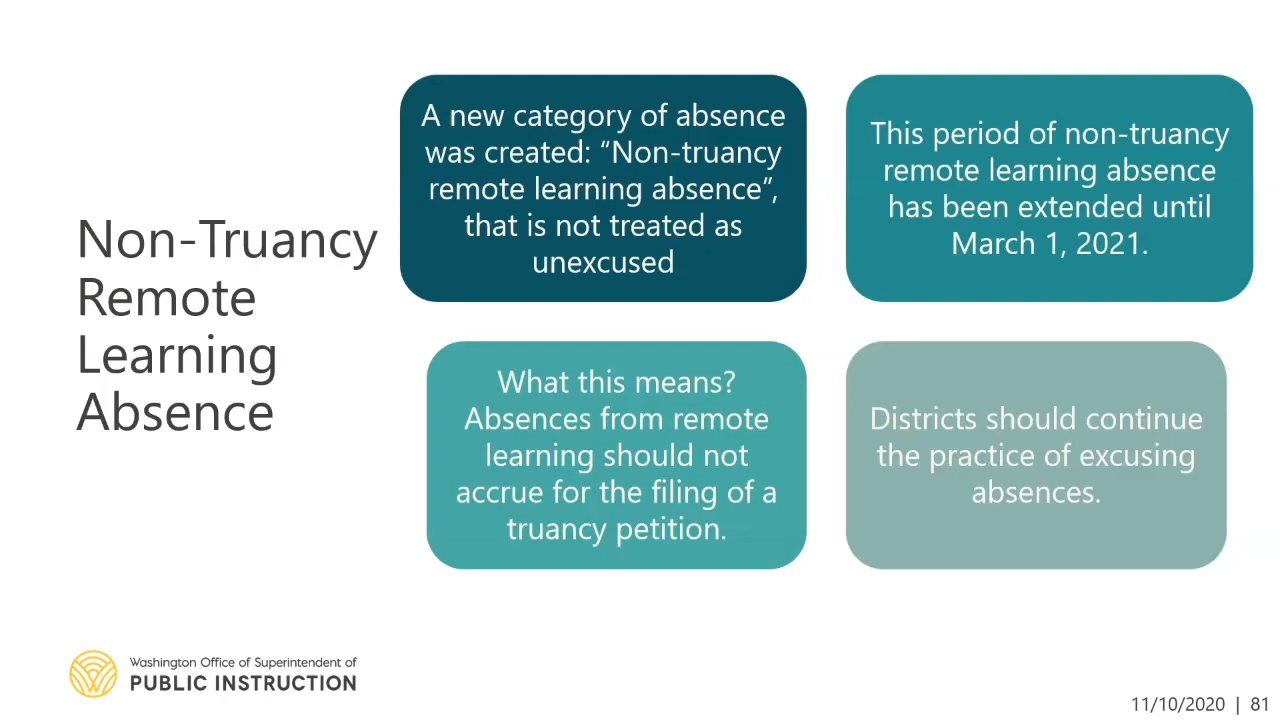 Non-Truancy
Remote
Learning
Absence
A new category of absence
was created: “Non-truancy
remote learning absence”,
that is not treated as
unexcused
This period of non-truancy
remote learning absence
has been extended until
March 1, 2021.
What this means?
Absences from remote
learning should not
accrue for the filing of a
truancy petition.
Districts should continue
the practice of excusing
absences.
Washington Office of Superintendent of
PUBLIC INSTRUCTION
11/10/2020 | 81